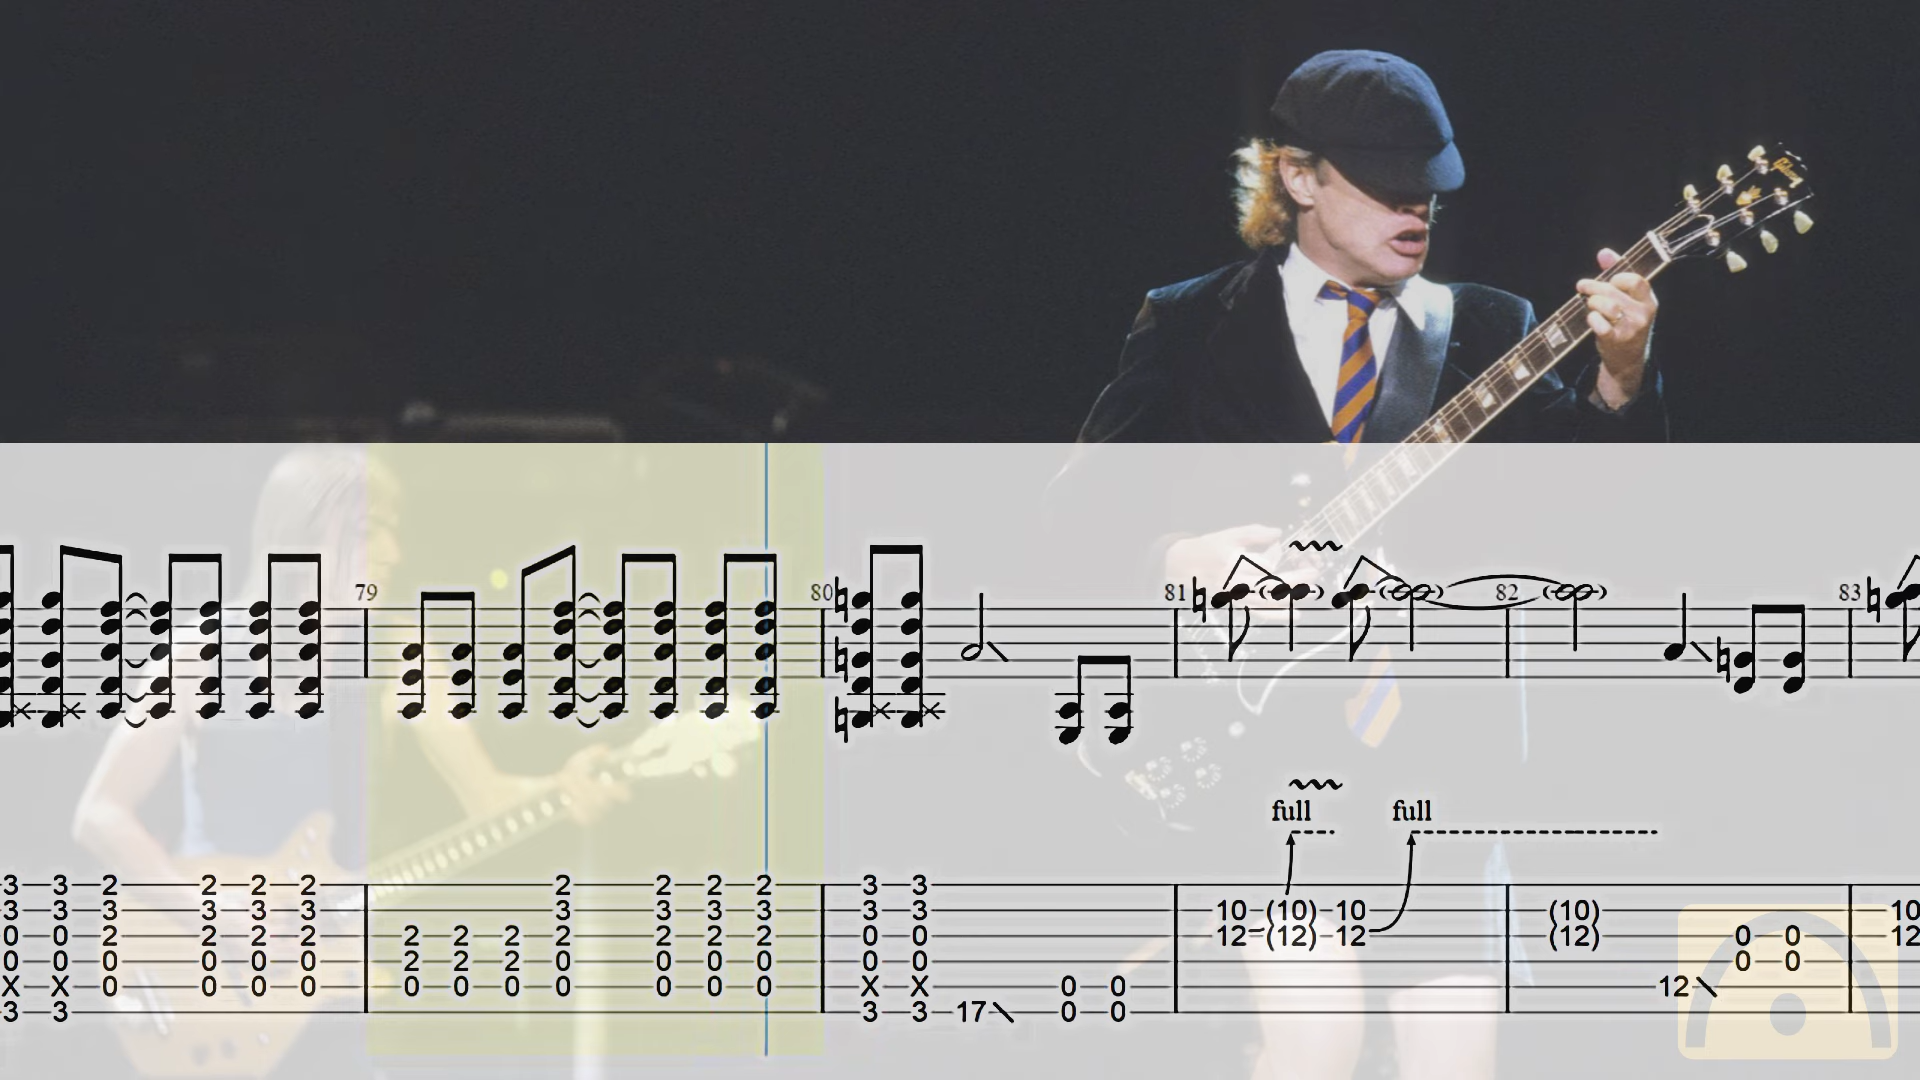 Gibson
79 80 81 82 83
full full
3 3 2 2 2 2 2 2 2 2 2 3 3
3 3 3 3 3 3 3 3 3 3 3 3 10 (10) 10 (10) 10
0 0 2 2 2 2 2 2 2 2 2 2 2 0 0 12 (12) 12 (12) 0 0 12
0 0 0 0 0 0 2 2 2 0 0 0 0 0 0 0 0
X X 0 0 0 0 0 0 0 0 0 0 0 X X 0 0 12
3 3 3 3 17 0 0